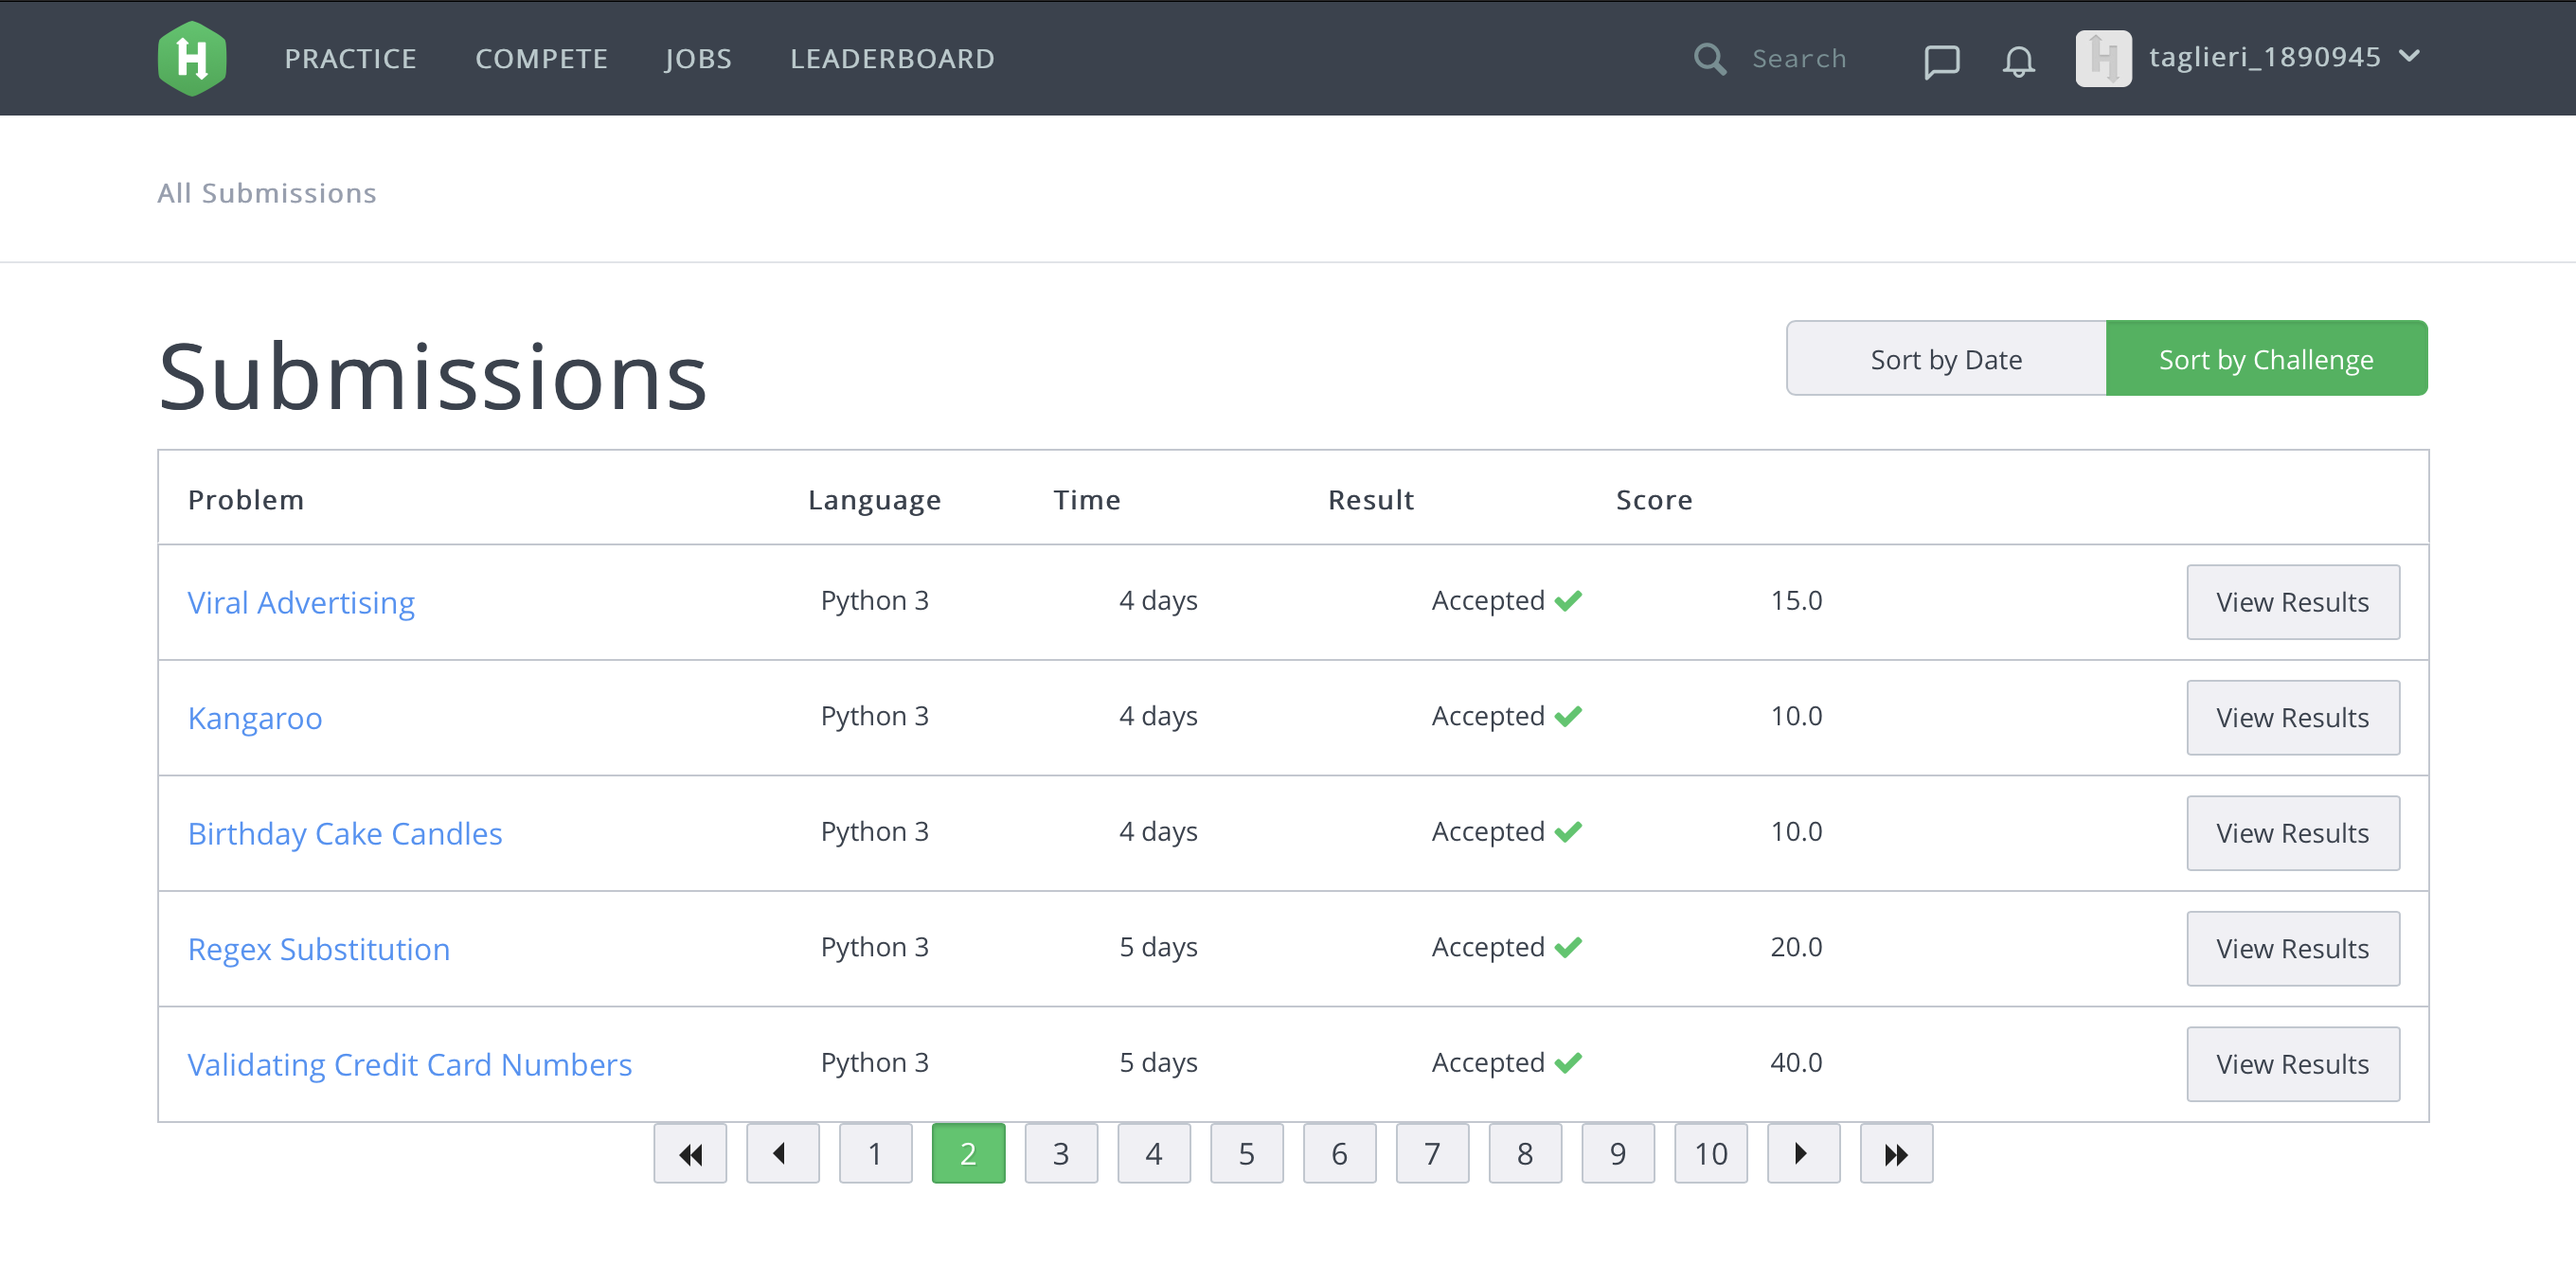 H PRACTICE COMPETE JOBS LEADERBOARD Search H taglieri_1890945
All Submissions
Submissions
Sort by Date Sort by Challenge
Problem Language Time Result Score
Viral Advertising Python 3 4 days Accepted 15.0 View Results
Kangaroo Python 3 4 days Accepted 10.0 View Results
Birthday Cake Candles Python 3 4 days Accepted 10.0 View Results
Regex Substitution Python 3 5 days Accepted 20.0 View Results
Validating Credit Card Numbers Python 3 5 days Accepted 40.0 View Results
1 2 3 4 5 6 7 8 9 10